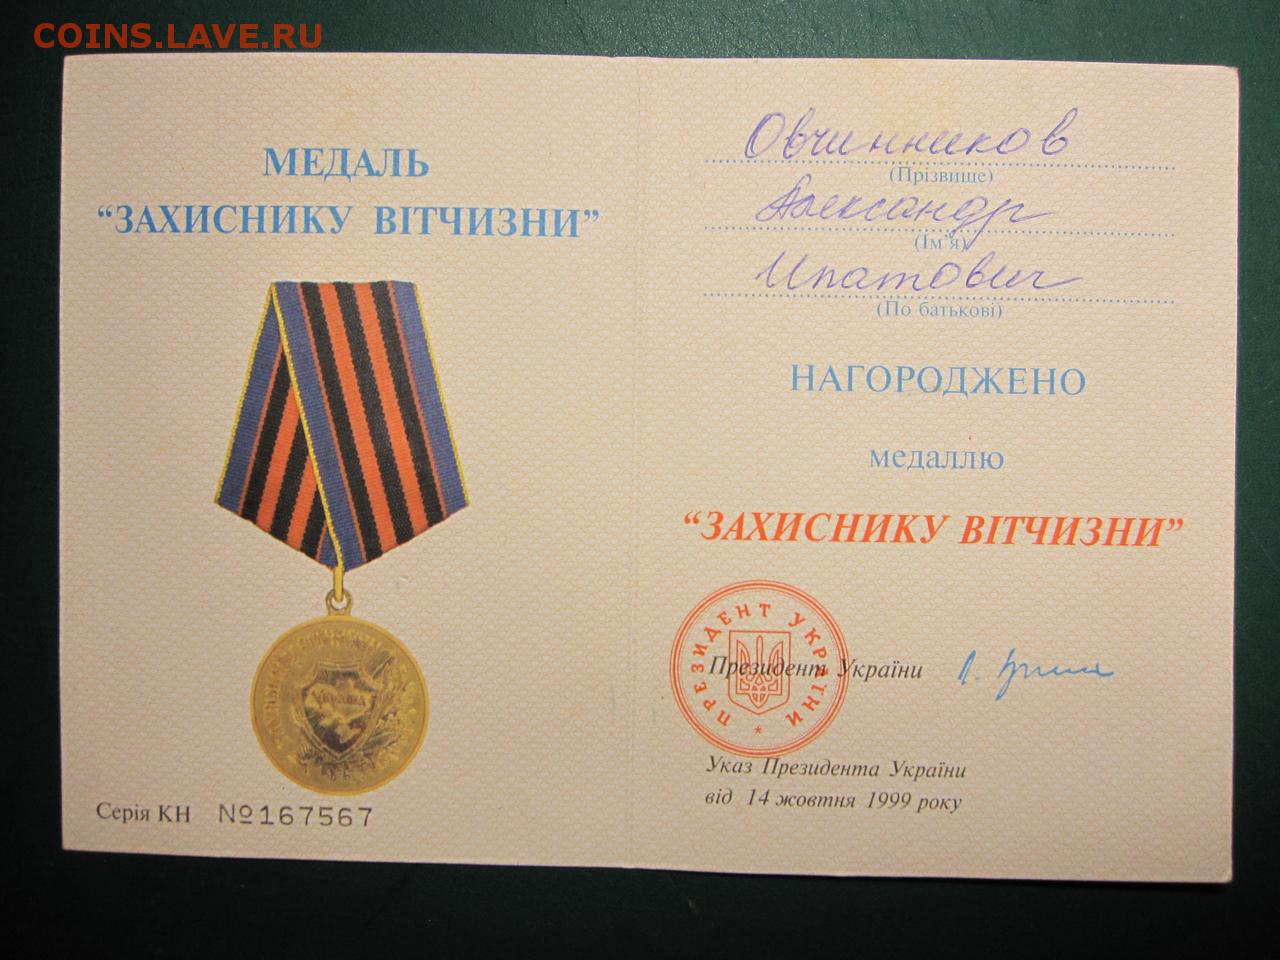 COINS.LAVE.RU
МЕДАЛЬ
“ЗАХИСНИКУ ВІТЧИЗНИ”
УКРАЇНА
Серія КН №167567
Овчинников
(Прізвище)
Александр
(Ім'я)
Ипатович
(По батькові)
НАГОРОДЖЕНО
медаллю
“ЗАХИСНИКУ ВІТЧИЗНИ”
ПРЕЗИДЕНТ УКРАЇНИ
*
Президент України
Указ Президента України
від 14 жовтня 1999 року